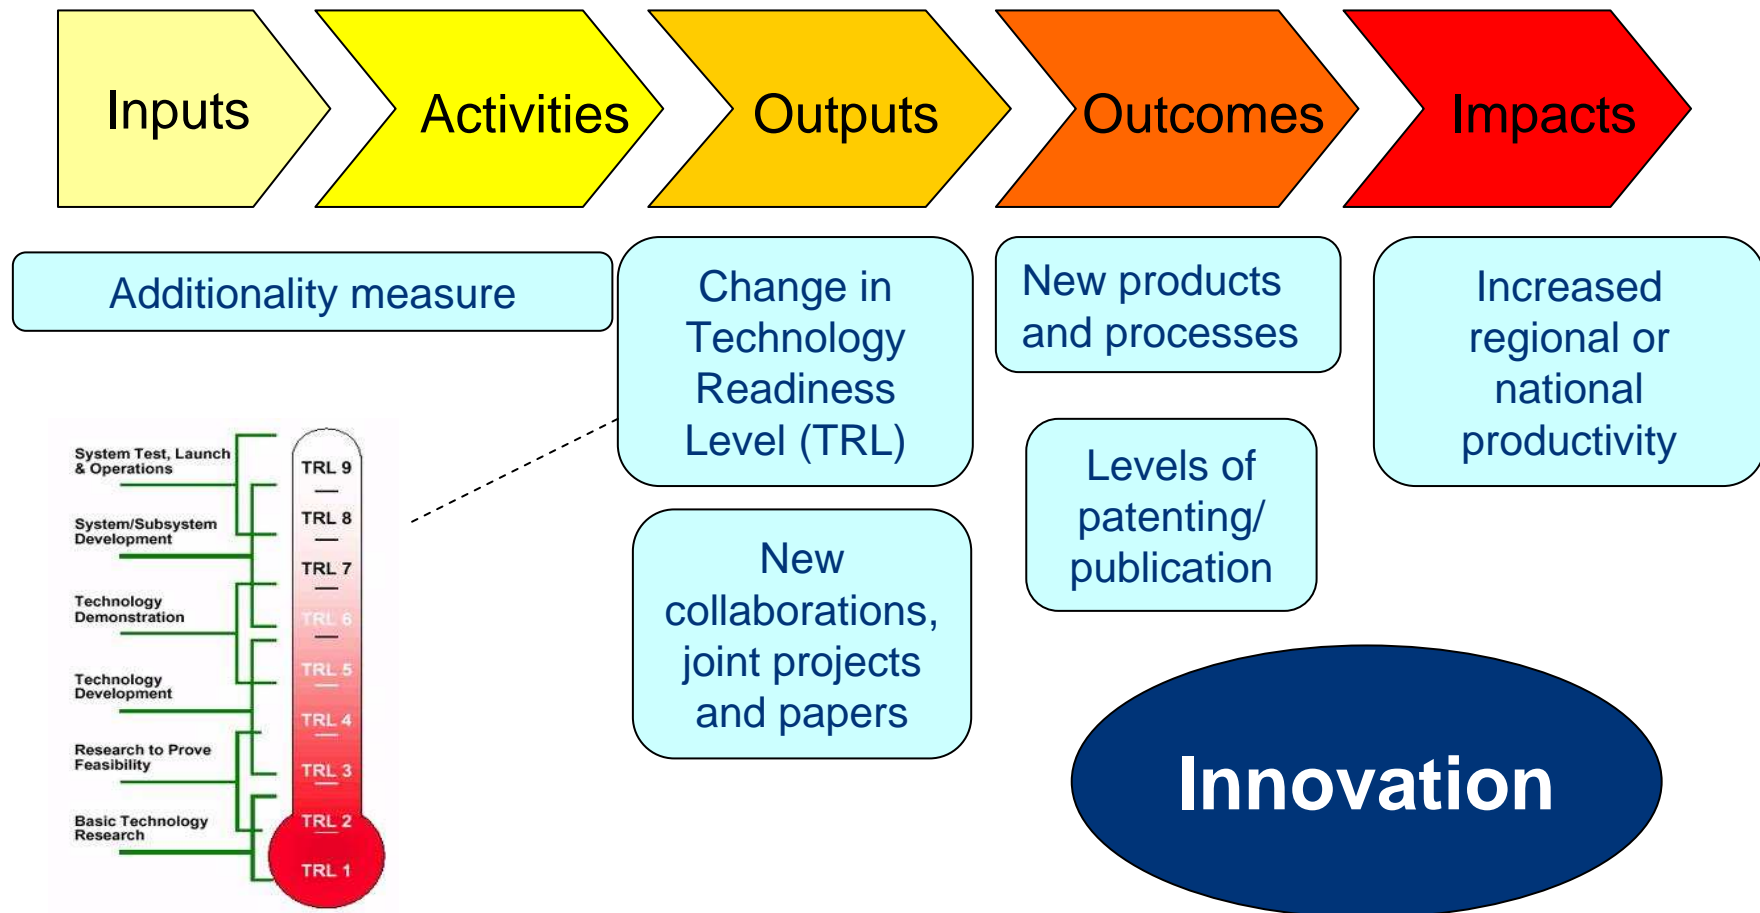 Inputs
Activities
Outputs
Outcomes
Impacts
Additionality measure
Change in
Technology
Readiness
Level (TRL)
New collaborations,
joint projects
and papers
New products
and processes
Levels of
patenting/
publication
Increased
regional or
national
productivity
Innovation
System Test, Launch
& Operations
System/Subsystem
Development
Technology
Demonstration
Technology
Development
Research to Prove
Feasibility
Basic Technology
Research
TRL 9
TRL 8
TRL 7
TRL 6
TRL 5
TRL 4
TRL 3
TRL 2
TRL 1